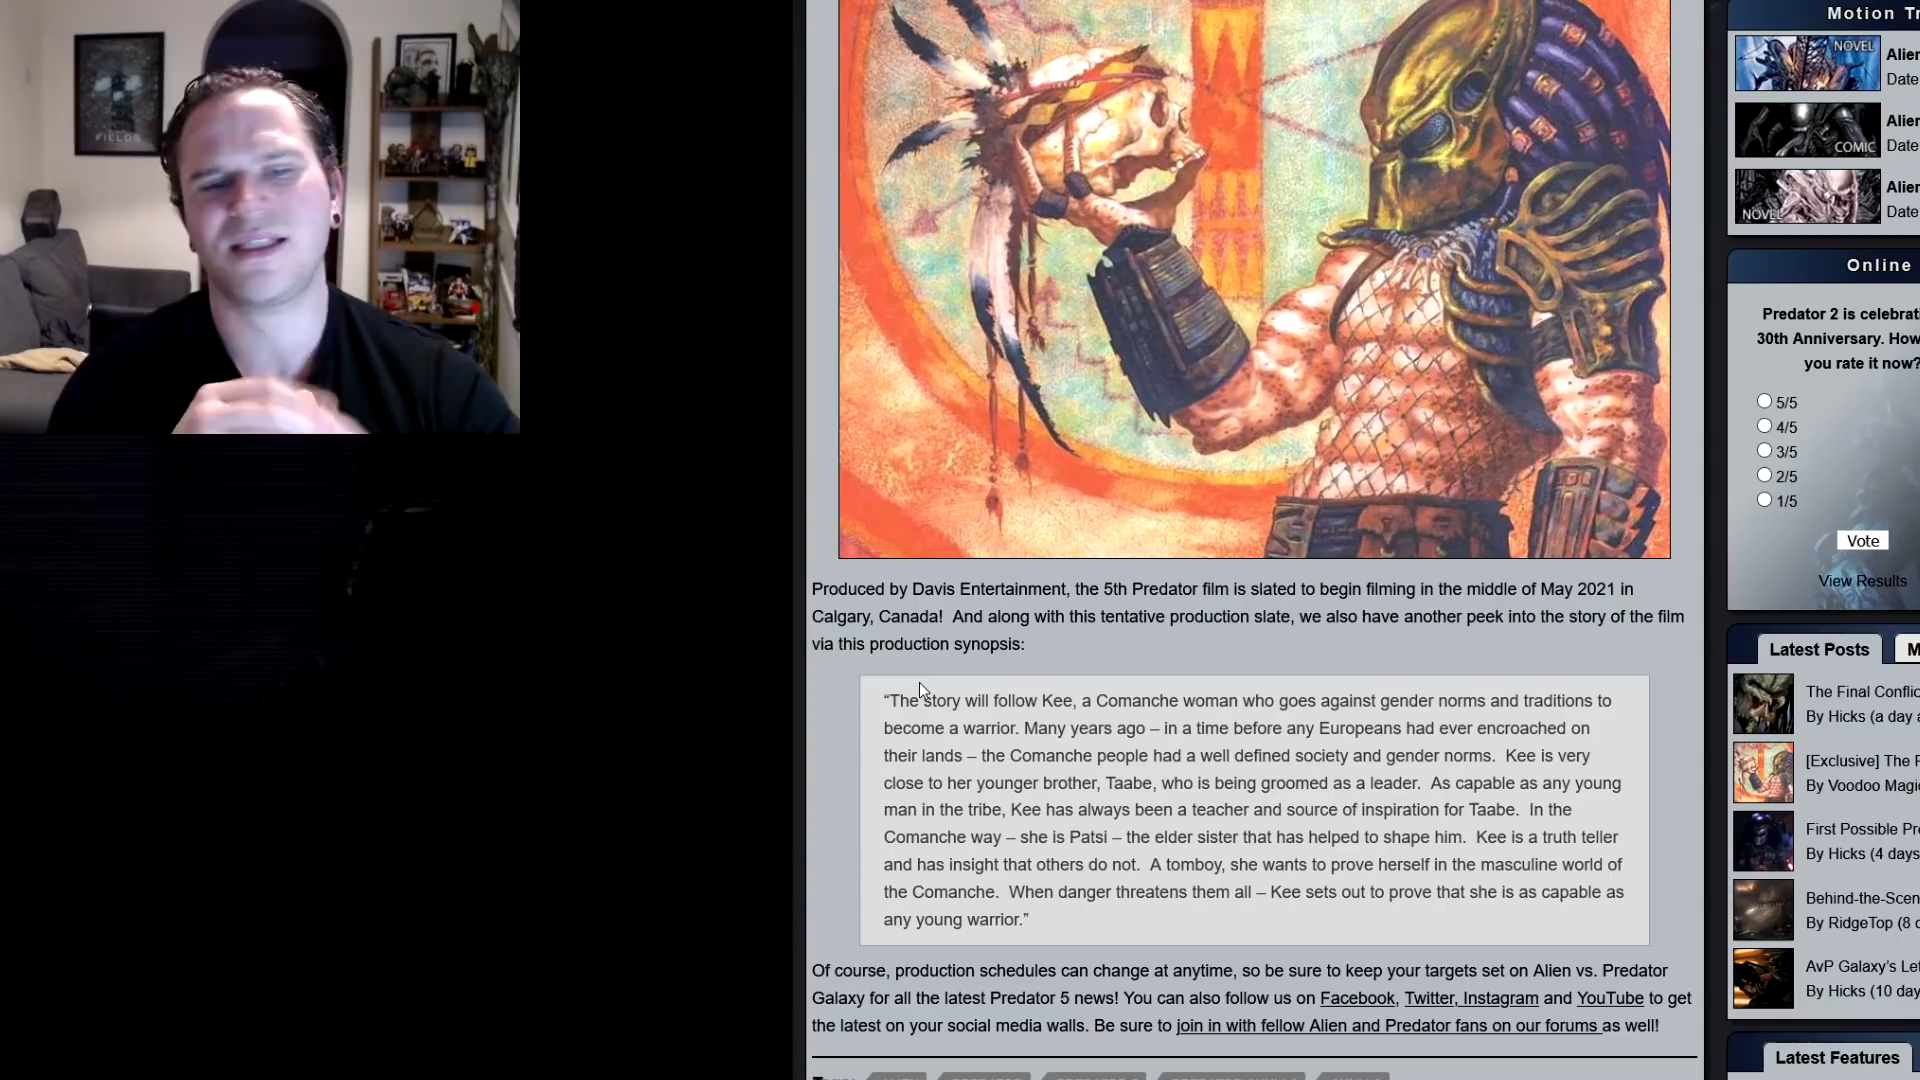 FIELDS
Produced by Davis Entertainment, the 5th Predator film is slated to begin filming in the middle of May 2021 in
Calgary, Canada!  And along with this tentative production slate, we also have another peek into the story of the film
via this production synopsis:
“The story will follow Kee, a Comanche woman who goes against gender norms and traditions to
become a warrior. Many years ago – in a time before any Europeans had ever encroached on
their lands – the Comanche people had a well defined society and gender norms.  Kee is very
close to her younger brother, Taabe, who is being groomed as a leader.  As capable as any young
man in the tribe, Kee has always been a teacher and source of inspiration for Taabe.  In the
Comanche way – she is Patsi – the elder sister that has helped to shape him.  Kee is a truth teller
and has insight that others do not.  A tomboy, she wants to prove herself in the masculine world of
the Comanche.  When danger threatens them all – Kee sets out to prove that she is as capable as
any young warrior.”
Of course, production schedules can change at anytime, so be sure to keep your targets set on Alien vs. Predator
Galaxy for all the latest Predator 5 news! You can also follow us on Facebook, Twitter, Instagram and YouTube to get
the latest on your social media walls. Be sure to join in with fellow Alien and Predator fans on our forums as well!
Motion Tr
NOVEL
Alien
Date
COMIC
Alien
Date
NOVEL
Alien
Date
Online
Predator 2 is celebrati
30th Anniversary. How
you rate it now?
5/5
4/5
3/5
2/5
1/5
Vote
View Results
Latest Posts
M
The Final Conflic
By Hicks (a day a
[Exclusive] The P
By Voodoo Magi
First Possible Pre
By Hicks (4 days
Behind-the-Scen
By RidgeTop (8 d
AvP Galaxy’s Let
By Hicks (10 day
Latest Features